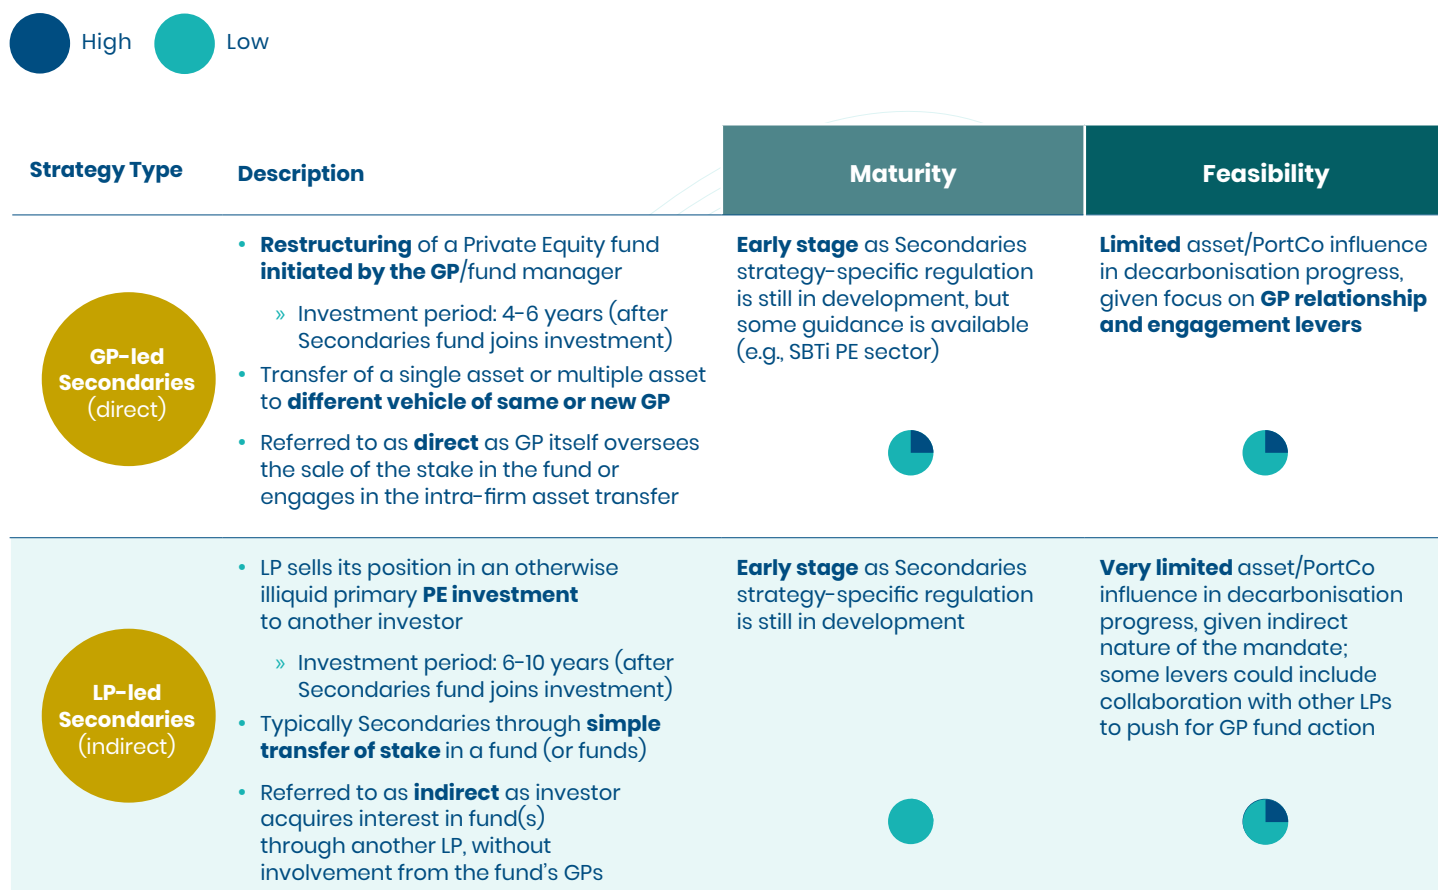 High
Low
Strategy Type
Description
Maturity
Feasibility
GP-led
Secondaries
(direct)
• Restructuring of a Private Equity fund
initiated by the GP/fund manager
» Investment period: 4-6 years (after
Secondaries fund joins investment)
• Transfer of a single asset or multiple asset
to different vehicle of same or new GP
• Referred to as direct as GP itself oversees
the sale of the stake in the fund or
engages in the intra-firm asset transfer
Early stage as Secondaries
strategy-specific regulation
is still in development, but
some guidance is available
(e.g., SBTi PE sector)
Limited asset/PortCo influence
in decarbonisation progress,
given focus on GP relationship
and engagement levers
LP-led
Secondaries
(indirect)
• LP sells its position in an otherwise
illiquid primary PE investment
to another investor
» Investment period: 6-10 years (after
Secondaries fund joins investment)
• Typically Secondaries through simple
transfer of stake in a fund (or funds)
• Referred to as indirect as investor
acquires interest in fund(s)
through another LP, without
involvement from the fund's GPs
Early stage as Secondaries
strategy-specific regulation
is still in development
Very limited asset/PortCo
influence in decarbonisation
progress, given indirect
nature of the mandate;
some levers could include
collaboration with other LPs
to push for GP fund action